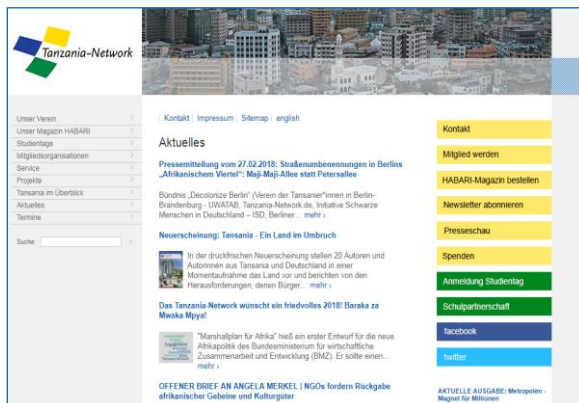 Tanzania-Network
Unser Verein
Unser Magazin HABARI
Studientage
Mitgliedsorganisationen
Service
Projekte
Tansania im Überblick
Aktuelles
Termine
Suche
Kontakt | Impressum | Sitemap | english
Aktuelles
Pressemitteilung vom 27.02.2018: Straßenumbenennungen in Berlins
„Afrikanischem Viertel“: Maji-Maji-Allee statt Petersallee
Bündnis „Decolonize Berlin“ (Verein der Tansanier*innen in Berlin-
Brandenburg - UWATAB, Tanzania-Network.de, Initiative Schwarze
Menschen in Deutschland – ISD, Berliner... mehr ›
Neuerscheinung: Tansania - Ein Land im Umbruch
In der druckfrischen Neuerscheinung stellen 20 Autoren und
Autorinnen aus Tansania und Deutschland in einer
Momentaufnahme das Land vor und berichten von den
Herausforderungen, denen Bürger... mehr ›
Das Tanzania-Network wünscht ein friedvolles 2018! Baraka za
Mwaka Mpya!
"Marshallplan für Afrika" hieß ein erster Entwurf für die neue
Afrikapolitik des Bundesministerium für wirtschaftliche
Zusammenarbeit und Entwicklung (BMZ). Er sollte einen...
mehr ›
OFFENER BRIEF AN ANGELA MERKEL | NGOs fordern Rückgabe
afrikanischer Gebeine und Kulturgüter
Kontakt
Mitglied werden
HABARI-Magazin bestellen
Newsletter abonnieren
Presseschau
Spenden
Anmeldung Studientag
Schulpartnerschaft
facebook
twitter
AKTUELLE AUSGABE: Metropolen -
Magnet für Millionen